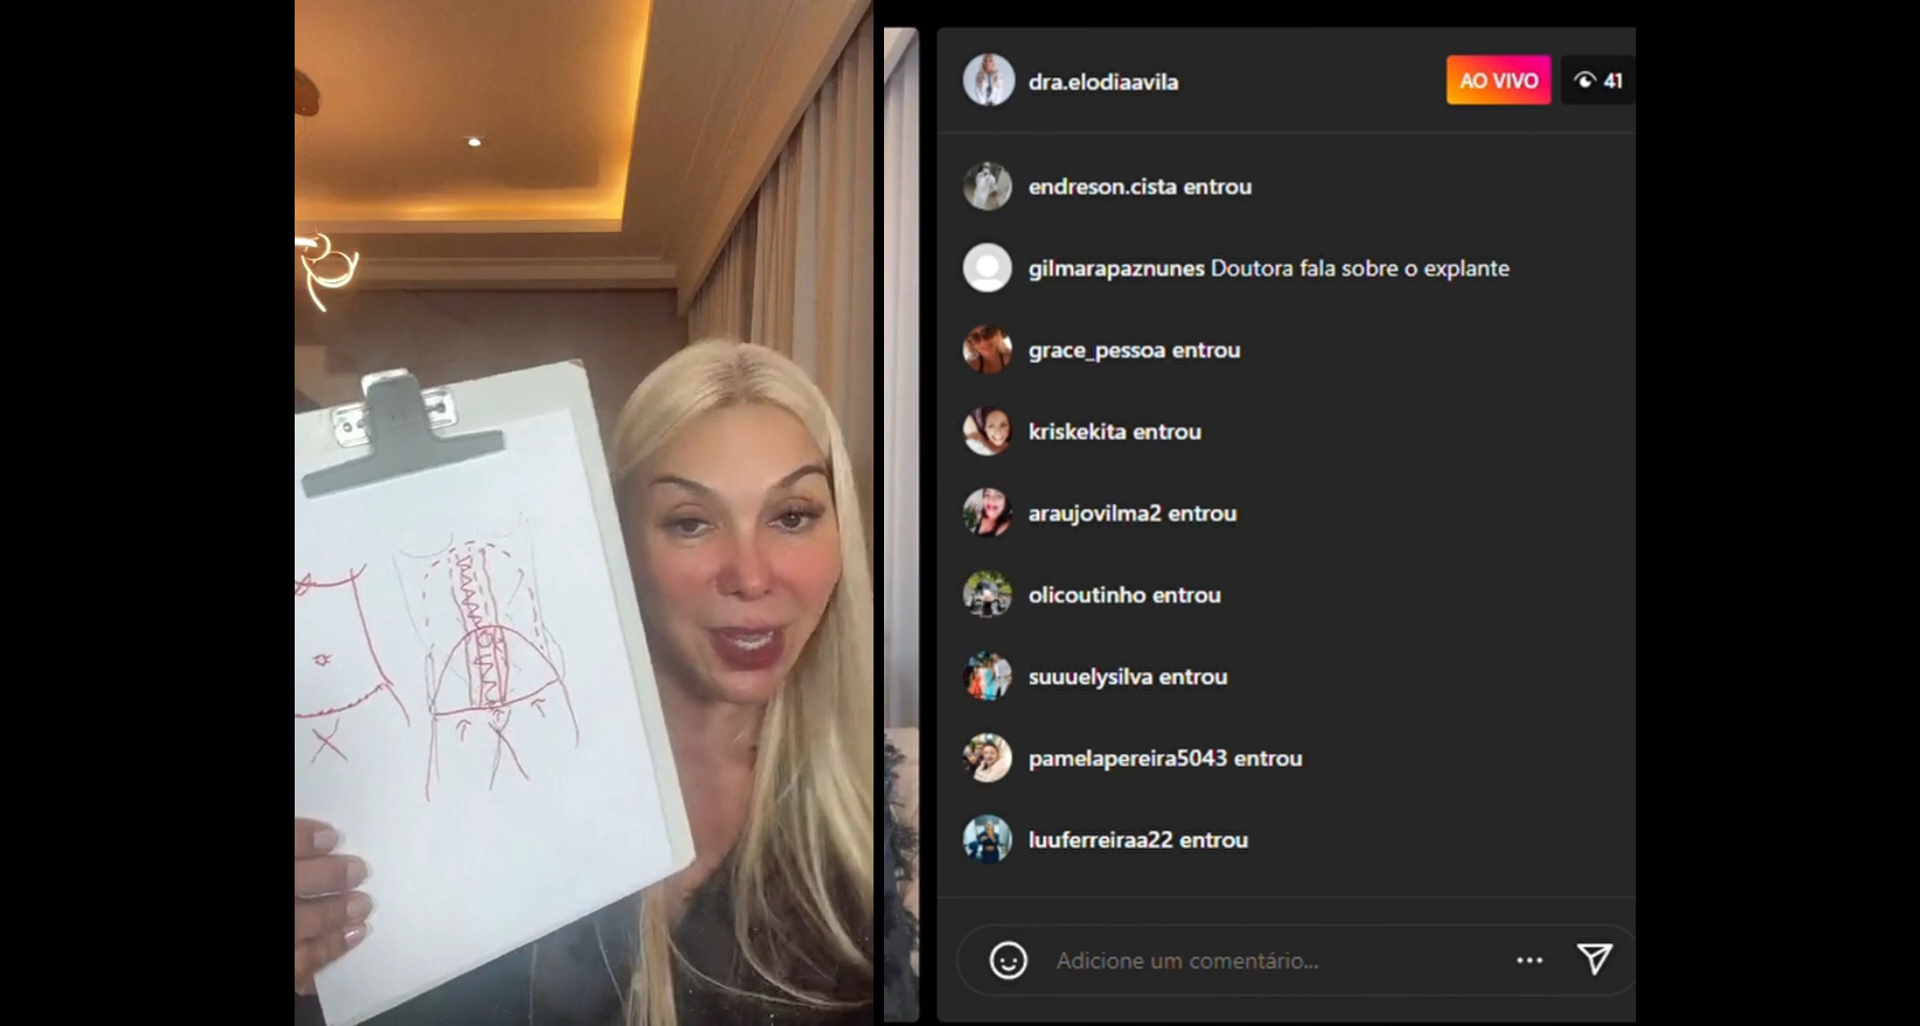 dra.elodiaavila
AO VIVO
41
endreson.cista entrou
gilmarapaznunes Doutora fala sobre o explante
grace_pessoa entrou
kriskekita entrou
araujovilma2 entrou
olicoutinho entrou
suuuelysilva entrou
pamelapereira5043 entrou
luuferreiraa22 entrou
Adicione um comentário...